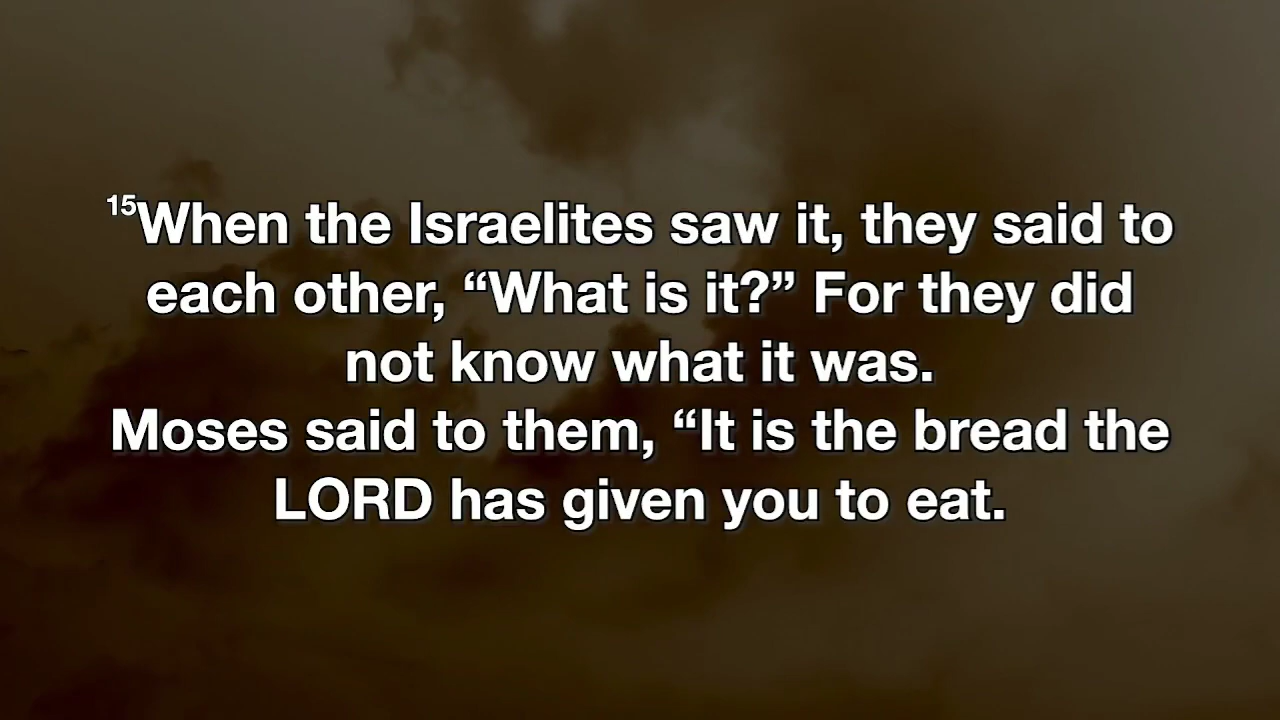 15When the Israelites saw it, they said to
each other, “What is it?” For they did
not know what it was.
Moses said to them, “It is the bread the
LORD has given you to eat.